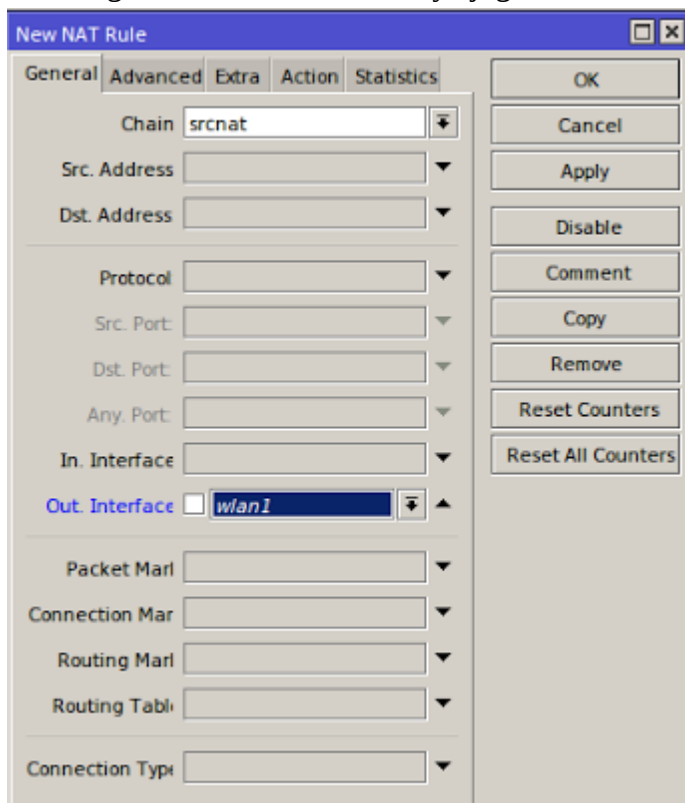 New NAT Rule
General Advanced Extra Action Statistics
Chain srcnat
Src. Address
Dst. Address
Protocol
Src. Port:
Dst. Port:
Any. Port:
In. Interface
Out. Interface wlan1
Packet Marl
Connection Mar
Routing Marl
Routing Tabl
Connection Type
OK
Cancel
Apply
Disable
Comment
Copy
Remove
Reset Counters
Reset All Counters